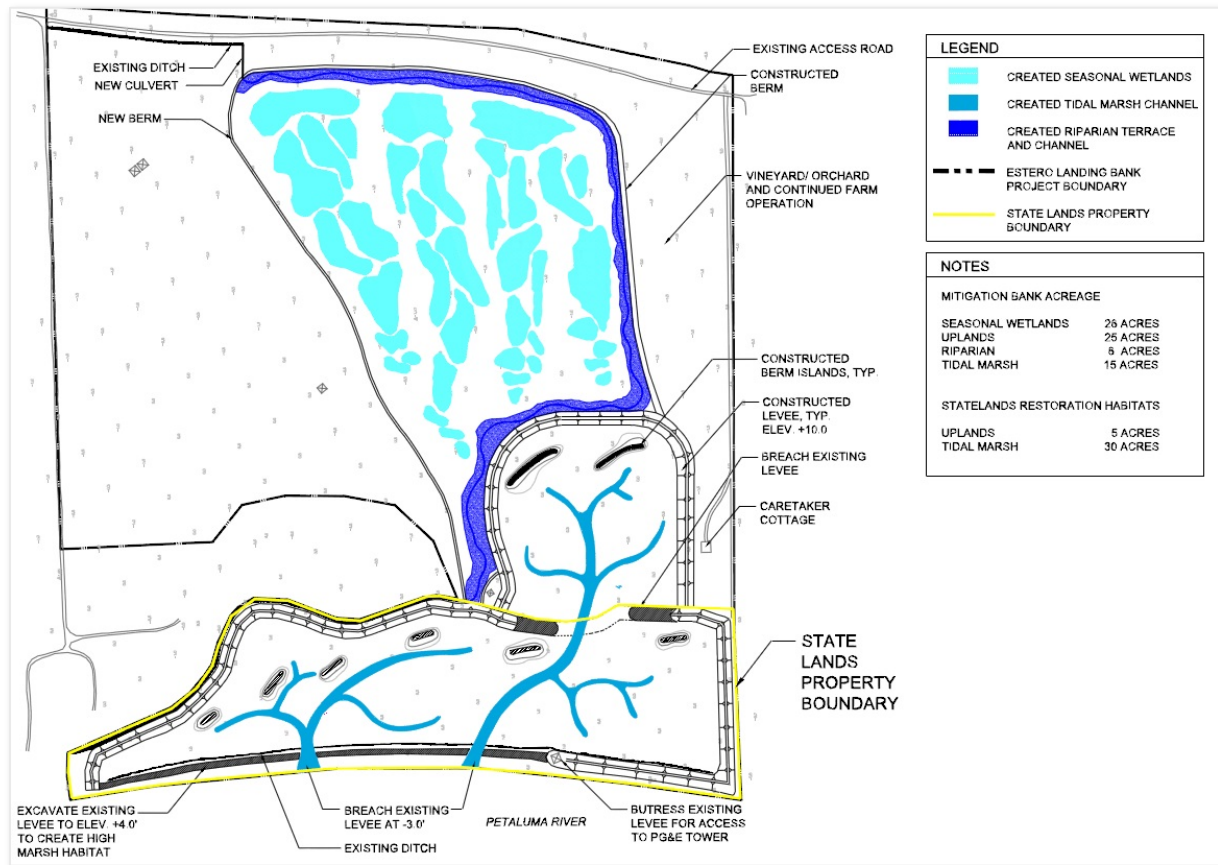 EXISTING DITCH
NEW CULVERT
NEW BERM
EXISTING ACCESS ROAD
CONSTRUCTED
BERM
VINEYARD/ ORCHARD
AND CONTINUED FARM
OPERATION
CONSTRUCTED
BERM ISLANDS, TYP.
CONSTRUCTED
LEVEE, TYP.
ELEV. +10.0
BREACH EXISTING
LEVEE
CARETAKER
COTTAGE
STATE
LANDS
PROPERTY
BOUNDARY
EXCAVATE EXISTING
LEVEE TO ELEV. +4.0'
TO CREATE HIGH
MARSH HABITAT
BREACH EXISTING
LEVEE AT -3.0'
EXISTING DITCH
PETALUMA RIVER
BUTRESS EXISTING
LEVEE FOR ACCESS
TO PG&E TOWER
LEGEND
CREATED SEASONAL WETLANDS
CREATED TIDAL MARSH CHANNEL
CREATED RIPARIAN TERRACE
AND CHANNEL
ESTERO LANDING BANK
PROJECT BOUNDARY
STATE LANDS PROPERTY
BOUNDARY
NOTES
MITIGATION BANK ACREAGE
SEASONAL WETLANDS 26 ACRES
UPLANDS 25 ACRES
RIPARIAN 6 ACRES
TIDAL MARSH 15 ACRES
STATELANDS RESTORATION HABITATS
UPLANDS 5 ACRES
TIDAL MARSH 30 ACRES